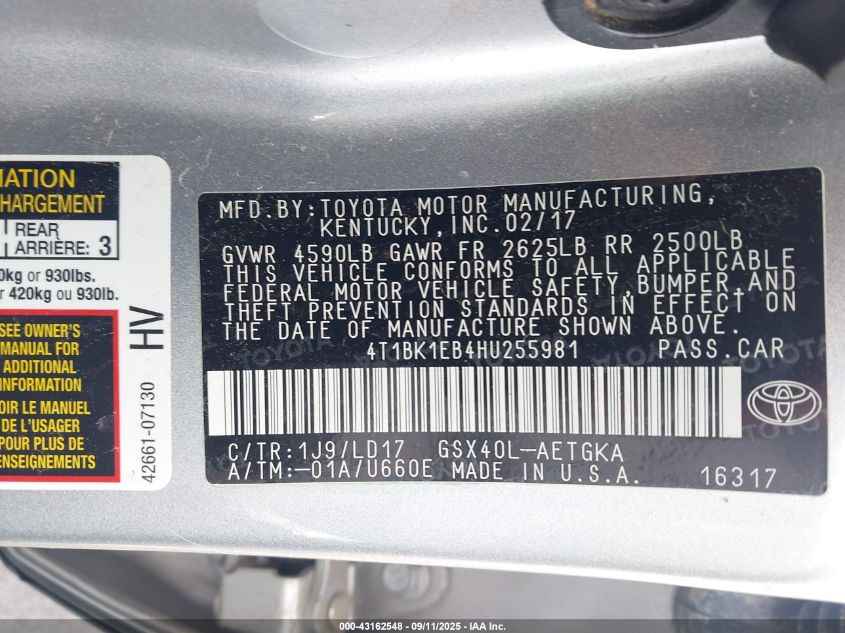 MATION
CHARGEMENT
REAR
ARRIÈRE: 3
kg or 930lbs.
420kg ou 930lb.
SEE OWNER'S
MANUAL FOR
ADDITIONAL
INFORMATION
LE MANUEL
DE L'USAGER
POUR PLUS DE
RENSEIGNEMENTS
42661-07130
HV
MFD.BY:TOYOTA MOTOR MANUFACTURING,
KENTUCKY,INC.02/17
GVWR 4590LB GAWR FR 2625LB RR 2500LB
THIS VEHICLE CONFORMS TO ALL APPLICABLE
FEDERAL MOTOR VEHICLE SAFETY,BUMPER,AND
THEFT PREVENTION STANDARDS IN EFFECT ON
THE DATE OF MANUFACTURE SHOWN ABOVE.
4T1BK1EB4HU255981 PASS.CAR
C/TR:1J9/LD17 GSX40L-AETGKA
A/TM:-01A/U660E MADE IN U.S.A. 16317
000-43162548 - 09/11/2025 - IAA Inc.